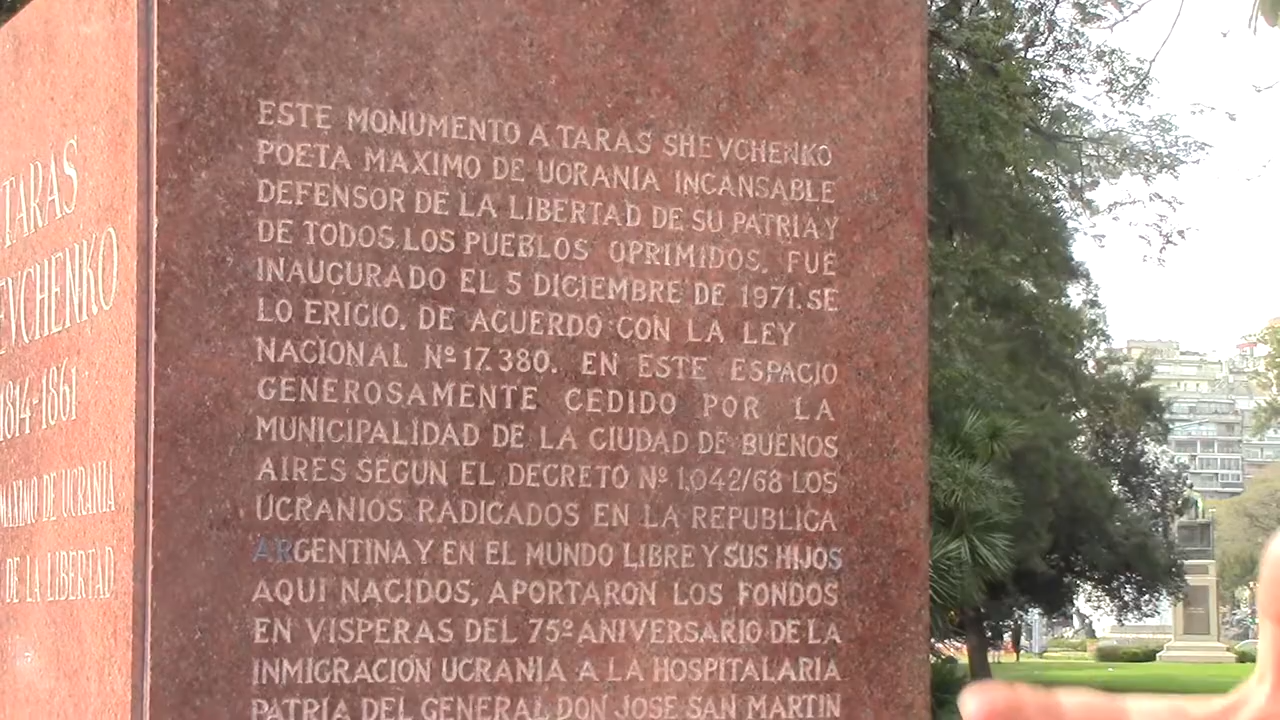 TARAS
EVCHENKO
1814-1861
MAXIMO DE UCRANIA
DE LA LIBERTAD
ESTE MONUMENTO A TARAS SHEVCHENKO
POETA MAXIMO DE UCRANIA INCANSABLE
DEFENSOR DE LA LIBERTAD DE SU PATRIA Y
DE TODOS LOS PUEBLOS OPRIMIDOS, FUE
INAUGURADO EL 5 DICIEMBRE DE 1971. SE
LO ERIGIO, DE ACUERDO CON LA LEY
NACIONAL Nº 17.380. EN ESTE ESPACIO
GENEROSAMENTE CEDIDO POR LA
MUNICIPALIDAD DE LA CIUDAD DE BUENOS
AIRES SEGUN EL DECRETO Nº 1.042/68 LOS
UCRANIOS RADICADOS EN LA REPUBLICA
ARGENTINA Y EN EL MUNDO LIBRE Y SUS HIJOS
AQUI NACIDOS, APORTARON LOS FONDOS
EN VISPERAS DEL 75º ANIVERSARIO DE LA
INMIGRACION UCRANIA A LA HOSPITALARIA
PATRIA DEL GENERAL DON JOSE SAN MARTIN